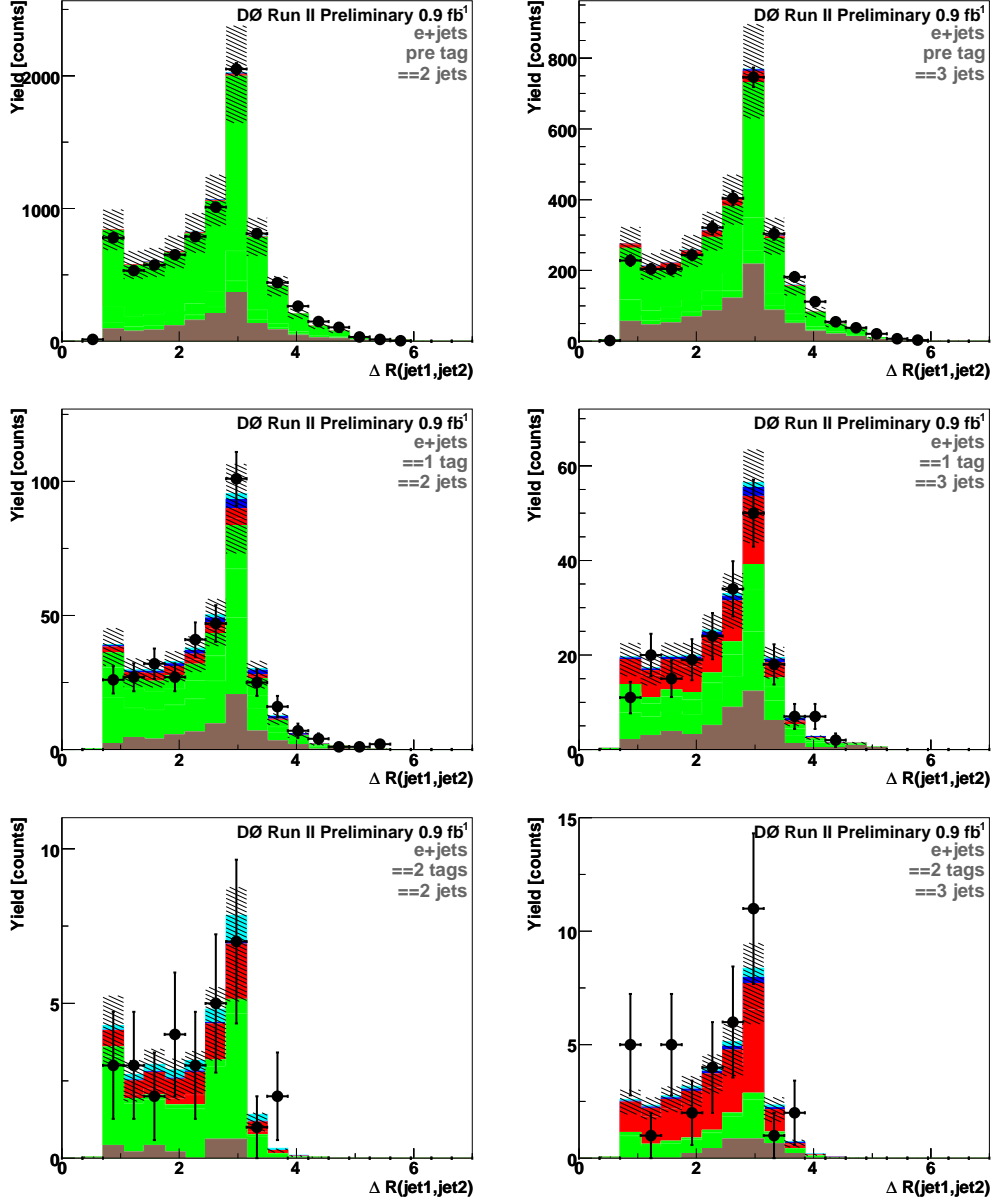 Yield [counts]
DØ Run II Preliminary 0.9 fb-1
e+jets
pre tag
==2 jets
2000
1000
0
0 2 4 6
Δ R(jet1,jet2)
Yield [counts]
DØ Run II Preliminary 0.9 fb-1
e+jets
pre tag
==3 jets
800
600
400
200
0
0 2 4 6
Δ R(jet1,jet2)
Yield [counts]
DØ Run II Preliminary 0.9 fb-1
e+jets
==1 tag
==2 jets
100
50
0
0 2 4 6
Δ R(jet1,jet2)
Yield [counts]
DØ Run II Preliminary 0.9 fb-1
e+jets
==1 tag
==3 jets
60
40
20
0
0 2 4 6
Δ R(jet1,jet2)
Yield [counts]
DØ Run II Preliminary 0.9 fb-1
e+jets
==2 tags
==2 jets
10
5
0
0 2 4 6
Δ R(jet1,jet2)
Yield [counts]
DØ Run II Preliminary 0.9 fb-1
e+jets
==2 tags
==3 jets
15
10
5
0
0 2 4 6
Δ R(jet1,jet2)